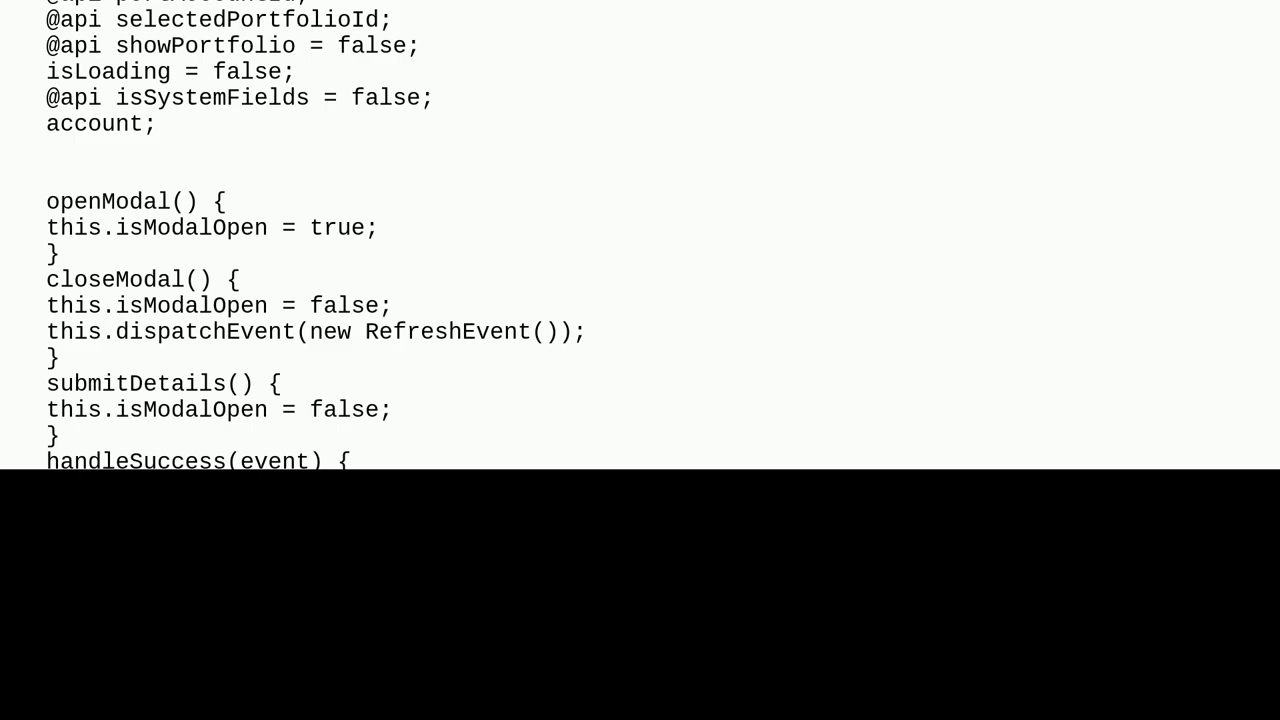 @api selectedPortfolioId;
@api showPortfolio = false;
isLoading = false;
@api isSystemFields = false;
account;
openModal() {
this.isModalOpen = true;
}
closeModal() {
this.isModalOpen = false;
this.dispatchEvent(new RefreshEvent());
}
submitDetails() {
this.isModalOpen = false;
}
handleSuccess(event) {